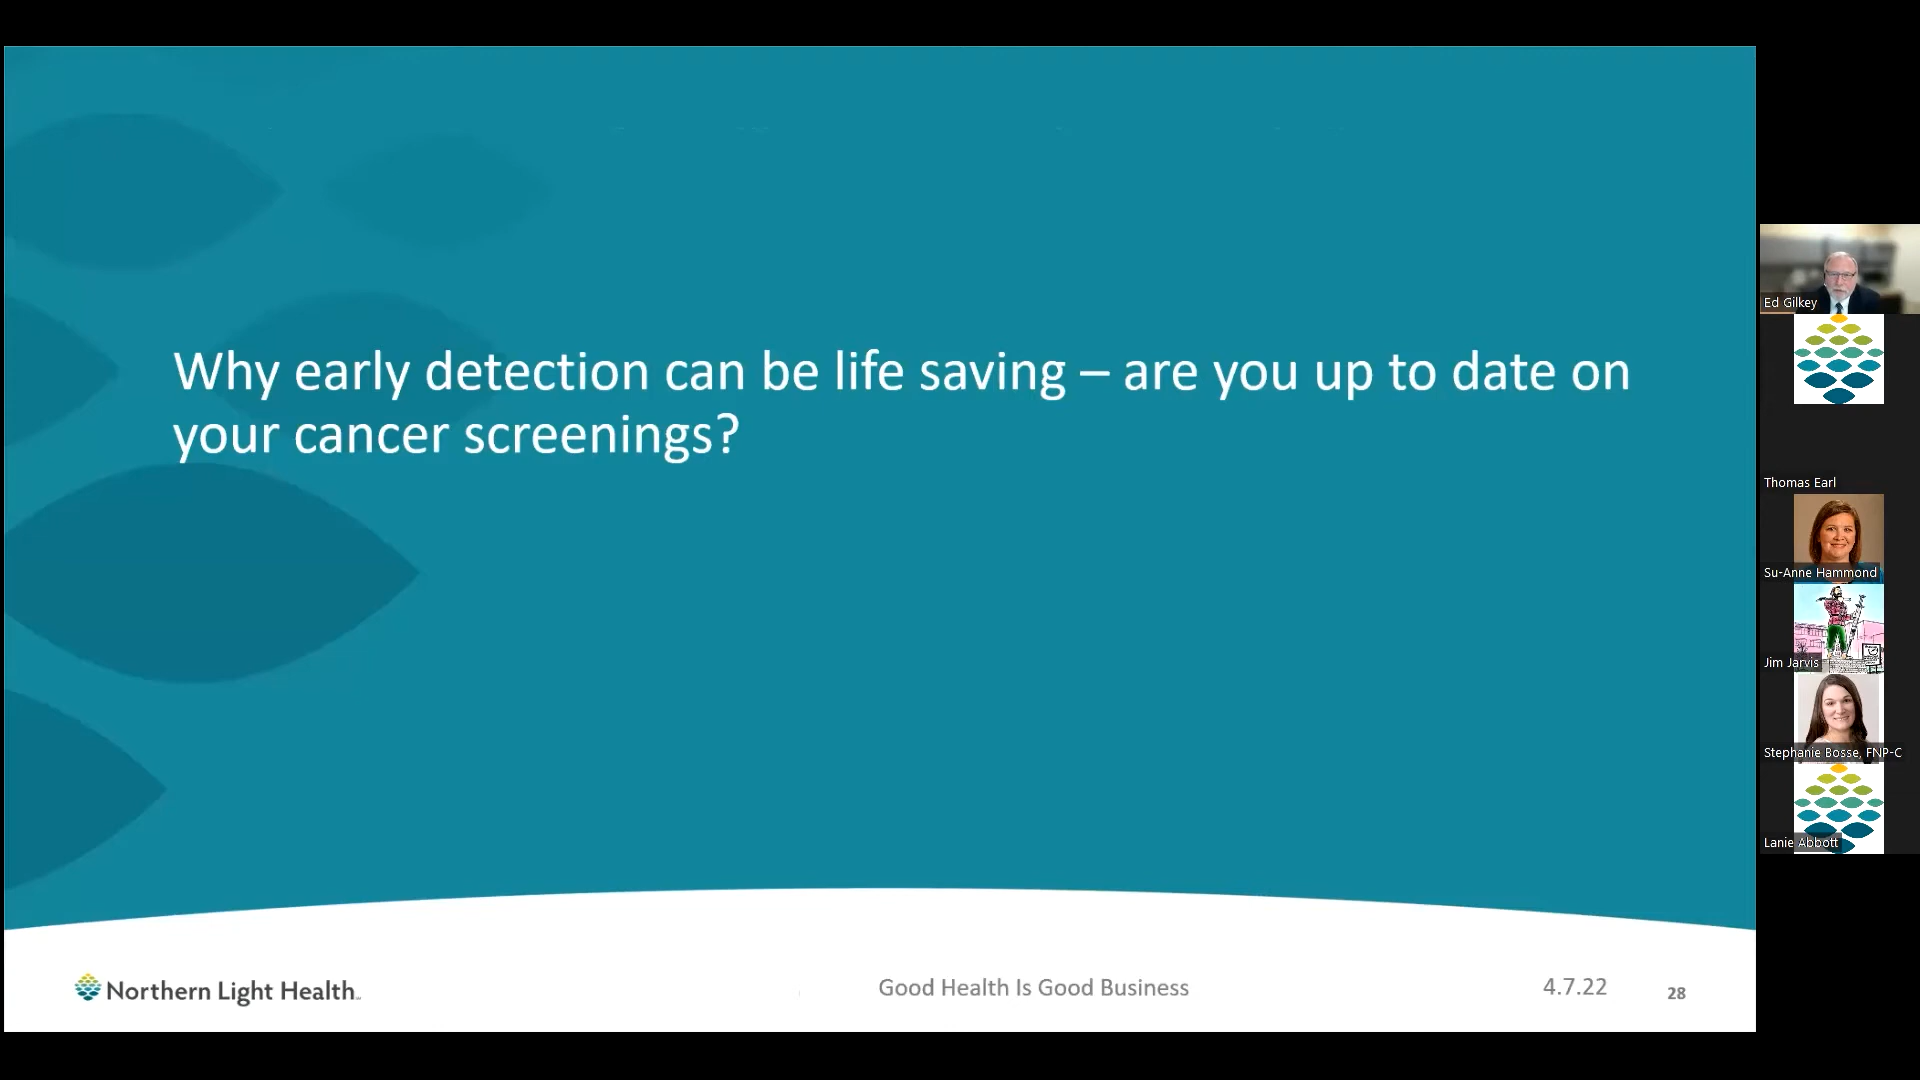 Why early detection can be life saving – are you up to date on
your cancer screenings?
Northern Light Health
Good Health Is Good Business
4.7.22
28
Ed Gilkey
Thomas Earl
Su-Anne Hammond
Jim Jarvis
Stephanie Bosse, FNP-C
Lanie Abbott